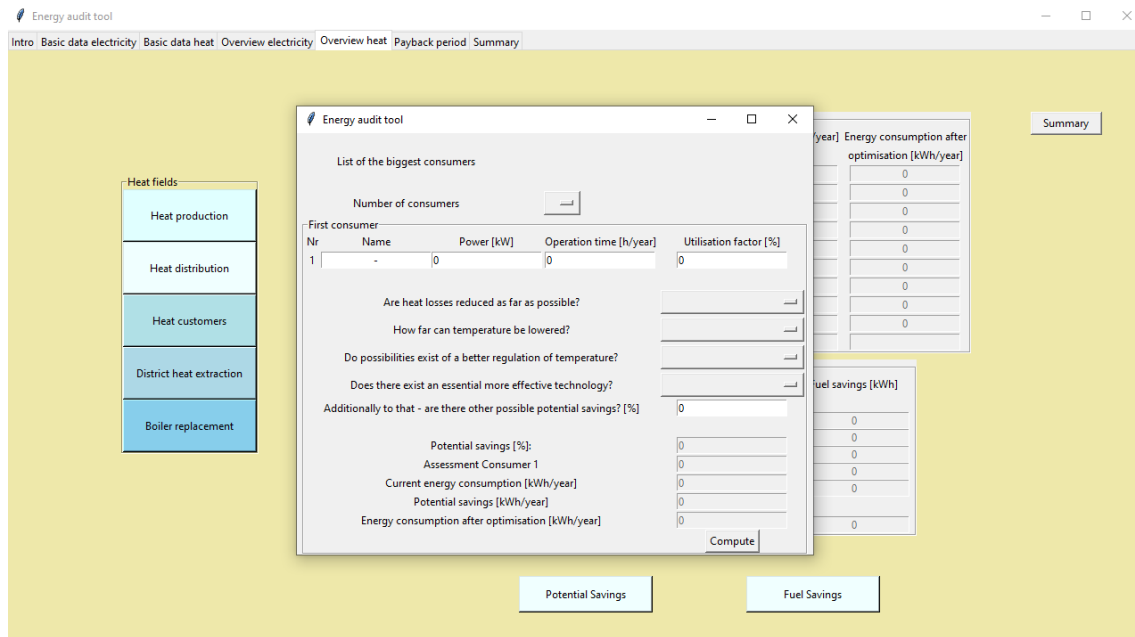 Energy audit tool
Intro Basic data electricity Basic data heat Overview electricity Overview heat Payback period Summary
Energy audit tool
List of the biggest consumers
Number of consumers
First consumer
Nr Name Power [kW] Operation time [h/year] Utilisation factor [%]
1 - 0 0 0
Are heat losses reduced as far as possible?
How far can temperature be lowered?
Do possibilities exist of a better regulation of temperature?
Does there exist an essential more effective technology?
Additionally to that - are there other possible potential savings? [%] 0
Potential savings [%]: 0
Assessment Consumer 1 0
Current energy consumption [kWh/year] 0
Potential savings [kWh/year] 0
Energy consumption after optimisation [kWh/year] 0
Compute
Heat fields
Heat production
Heat distribution
Heat customers
District heat extraction
Boiler replacement
/year] Energy consumption after
optimisation [kWh/year]
0
0
0
0
0
0
0
0
0
Summary
uel savings [kWh]
0
0
0
0
0
0
Potential Savings
Fuel Savings